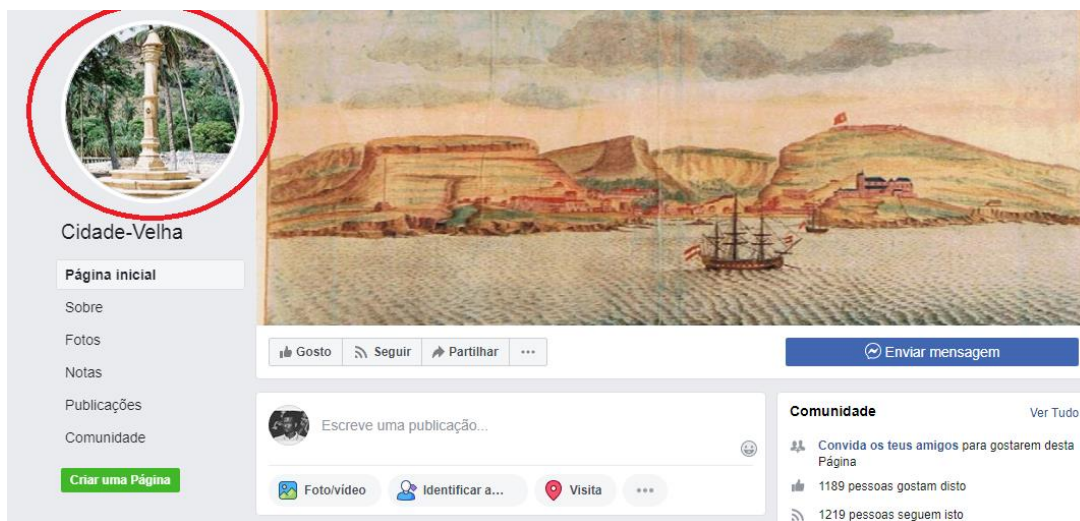 Cidade-Velha
Página inicial
Sobre
Fotos
Notas
Publicações
Comunidade
Criar uma Página
Gosto
Seguir
Partilhar
Enviar mensagem
Escreve uma publicação...
Foto/vídeo
Identificar a...
Visita
Comunidade
Ver Tudo
Convida os teus amigos para gostarem desta
Página
1189 pessoas gostam disto
1219 pessoas seguem isto